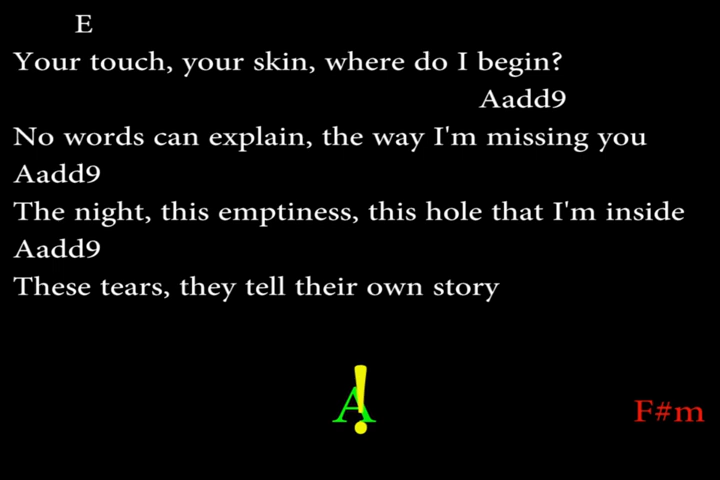 E
Your touch, your skin, where do I begin?
Aadd9
No words can explain, the way I'm missing you
Aadd9
The night, this emptiness, this hole that I'm inside
Aadd9
These tears, they tell their own story
A ! F#m